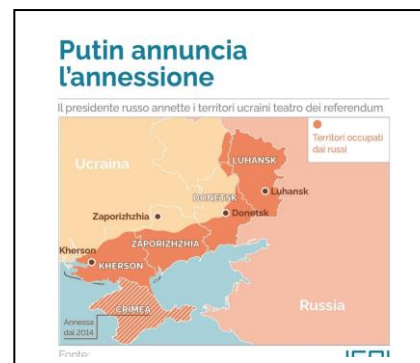 Putin annuncia
l'annessione
Il presidente russo annette i territori ucraini teatro dei referendum
Territori occupati
dai russi
Ucraina
LUHANSK
Luhansk
DONETSK
Donetsk
Zaporizhzhia
ZAPORIZHZHIA
Kherson
KHERSON
CRIMEA
Russia
Annessa
dal 2014
Fonte: